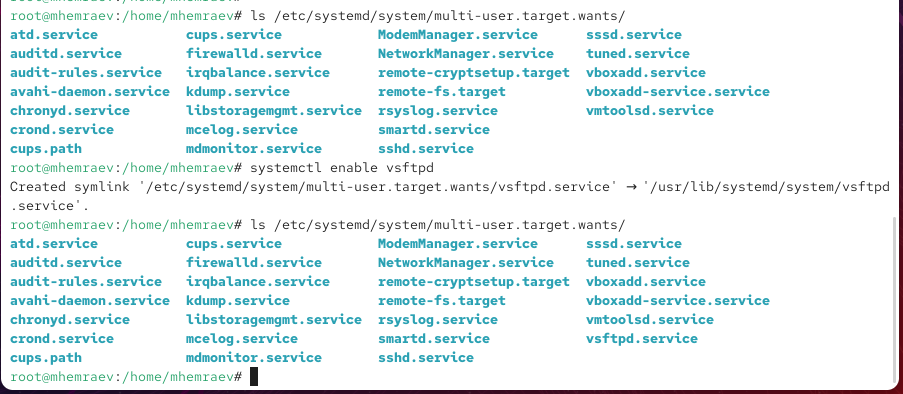 root@mhemraev:/home/mhemraev# ls /etc/systemd/system/multi-user.target.wants/
atd.service cups.service ModemManager.service sssd.service
auditd.service firewalld.service NetworkManager.service tuned.service
audit-rules.service irqbalance.service remote-cryptsetup.target vboxadd.service
avahi-daemon.service kdump.service remote-fs.target vboxadd-service.service
chronyd.service libstoragemgmt.service rsyslog.service vmtoolsd.service
crond.service mcelog.service smartd.service
cups.path mdmonitor.service sshd.service
root@mhemraev:/home/mhemraev# systemctl enable vsftpd
Created symlink '/etc/systemd/system/multi-user.target.wants/vsftpd.service' → '/usr/lib/systemd/system/vsftpd
.service'.
root@mhemraev:/home/mhemraev# ls /etc/systemd/system/multi-user.target.wants/
atd.service cups.service ModemManager.service sssd.service
auditd.service firewalld.service NetworkManager.service tuned.service
audit-rules.service irqbalance.service remote-cryptsetup.target vboxadd.service
avahi-daemon.service kdump.service remote-fs.target vboxadd-service.service
chronyd.service libstoragemgmt.service rsyslog.service vmtoolsd.service
crond.service mcelog.service smartd.service vsftpd.service
cups.path mdmonitor.service sshd.service
root@mhemraev:/home/mhemraev#